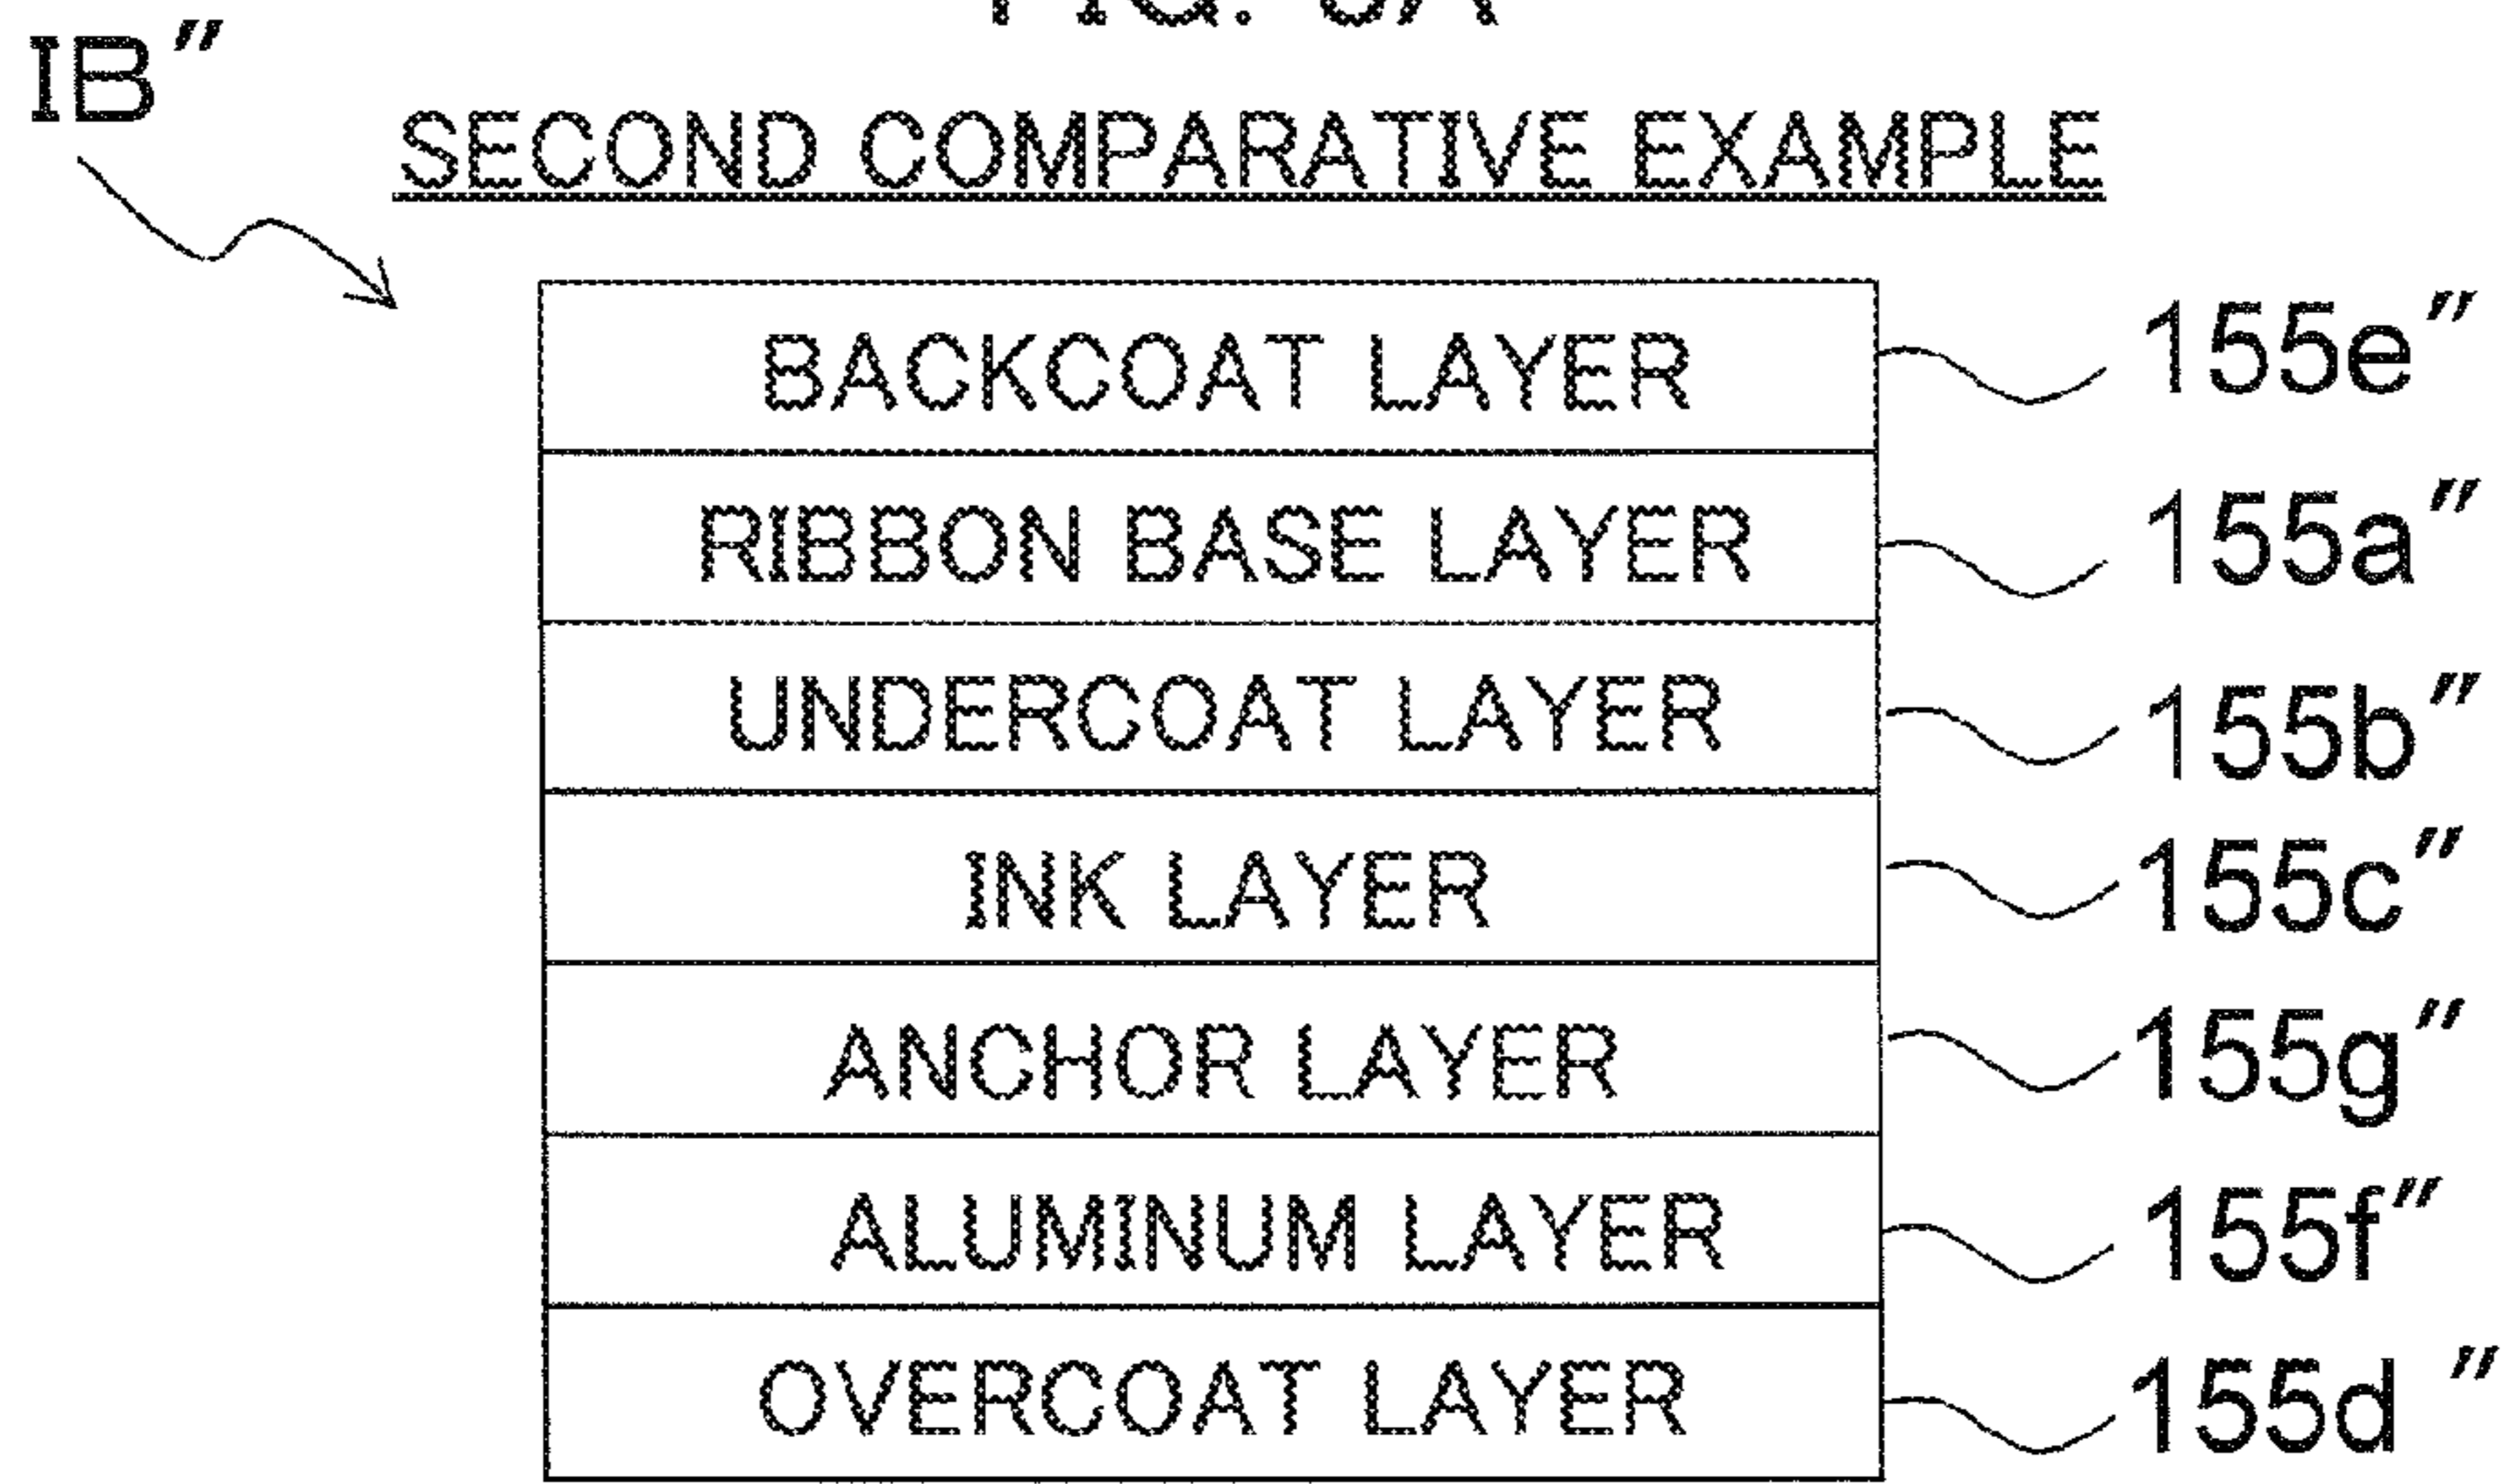 IB″
SECOND COMPARATIVE EXAMPLE
BACKCOAT LAYER 155e″
RIBBON BASE LAYER 155a″
UNDERCOAT LAYER 155b″
INK LAYER 155c″
ANCHOR LAYER 155g″
ALUMINUM LAYER 155f″
OVERCOAT LAYER 155d ″